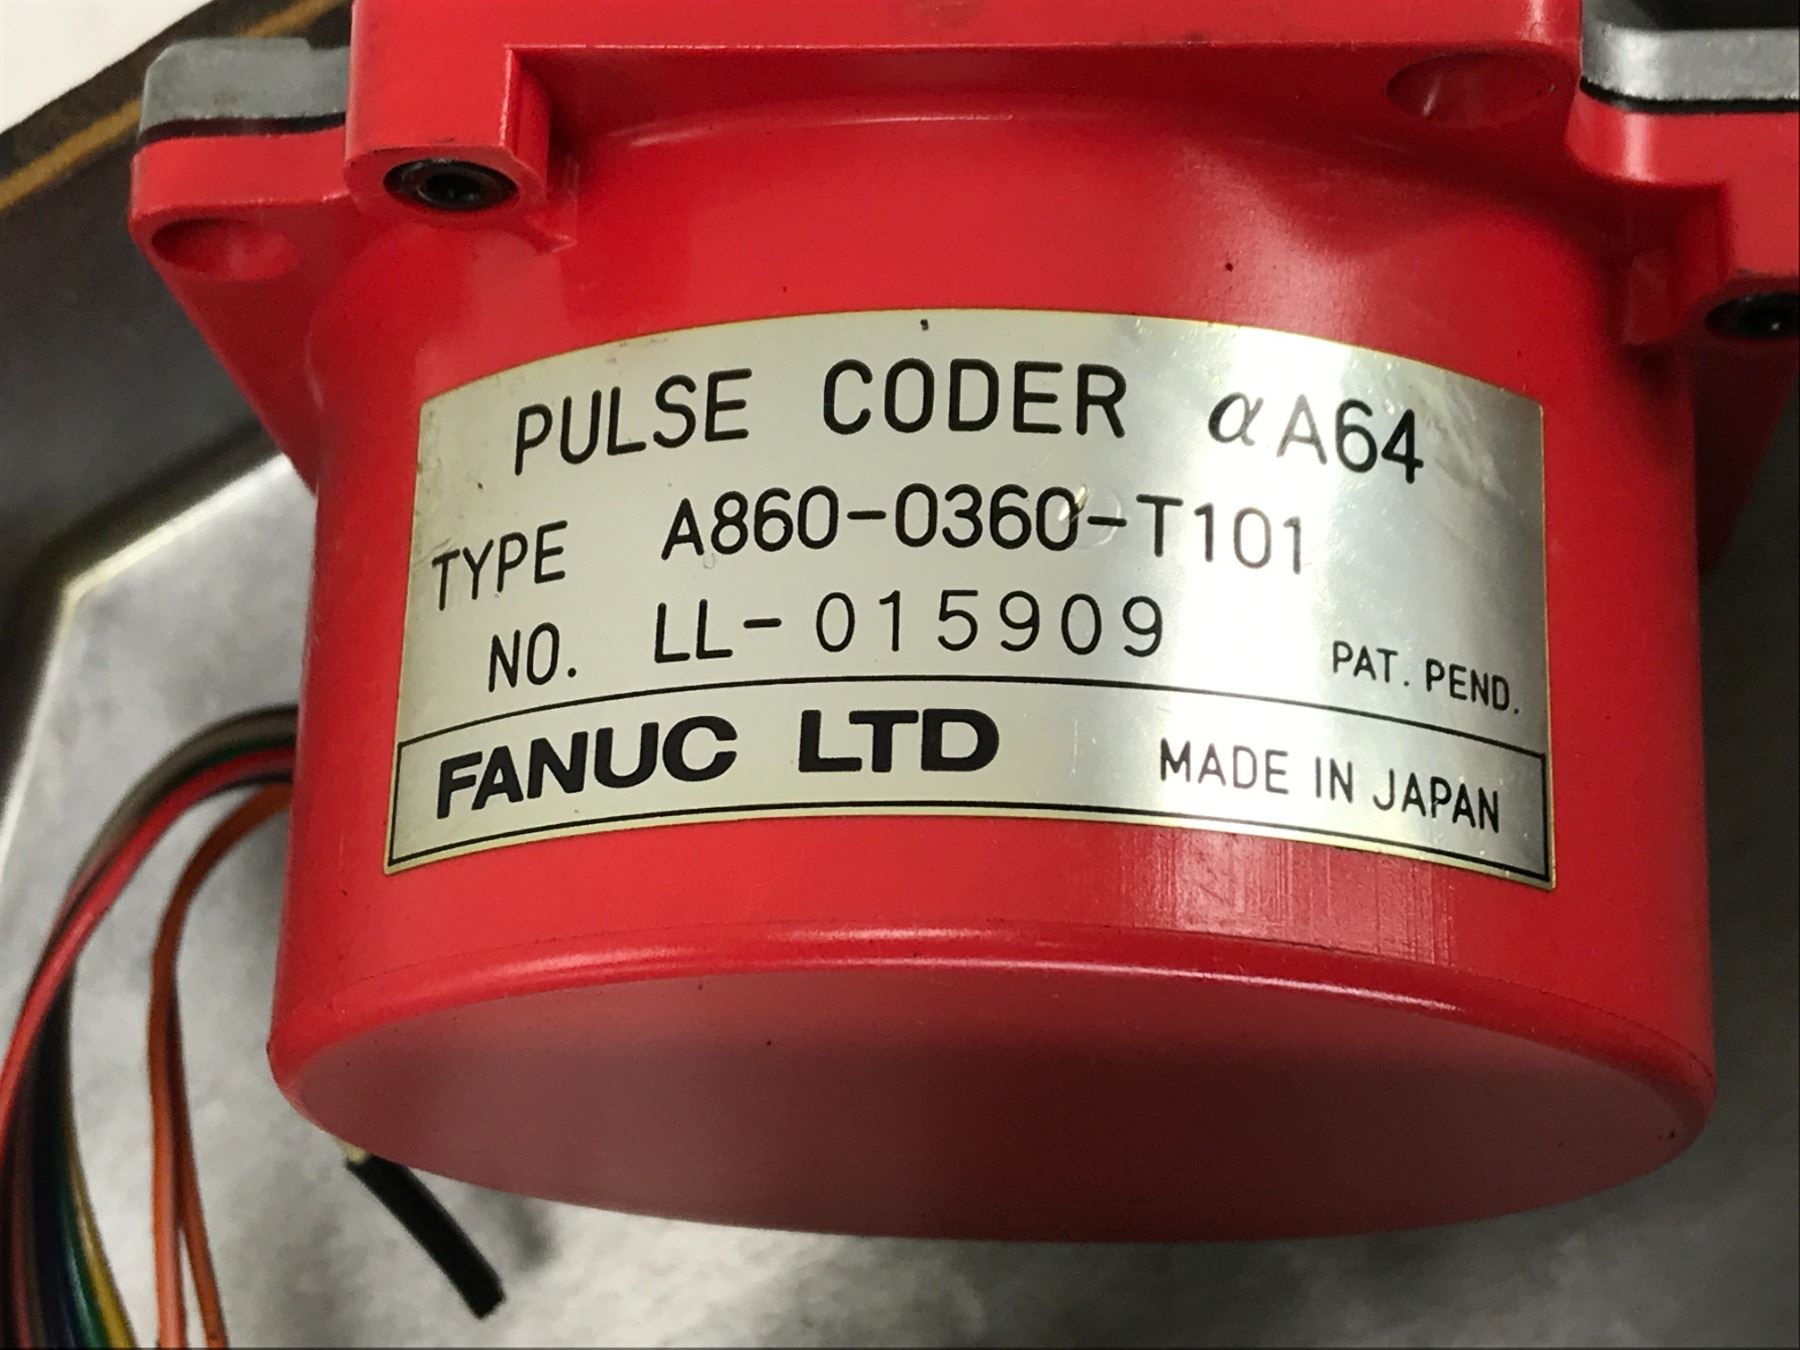 PULSE CODER αA64
TYPE A860-0360-T101
NO. LL-015909 PAT. PEND.
FANUC LTD MADE IN JAPAN